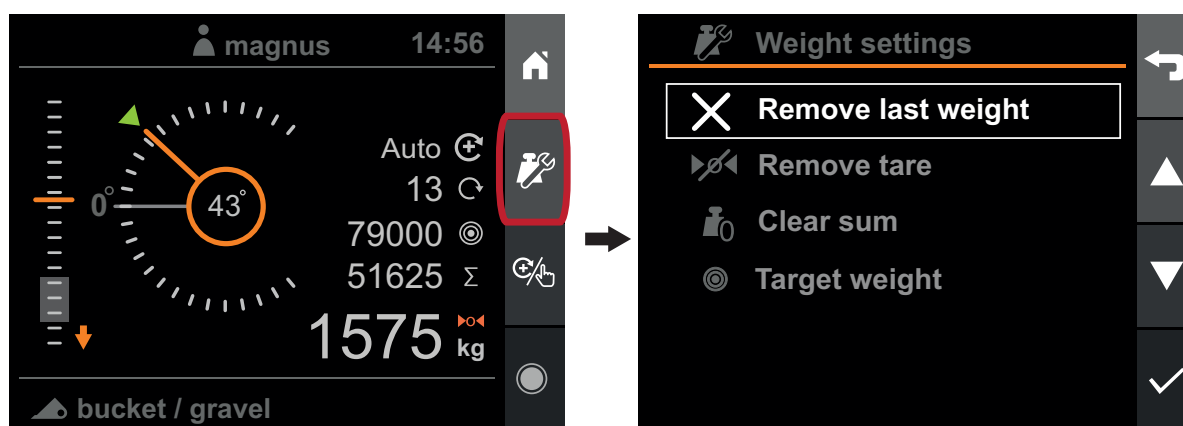 magnus 14:56
Auto
13
0° 43°
79000
51625 Σ
1575 kg
bucket / gravel
Weight settings
Remove last weight
Remove tare
0 Clear sum
Target weight